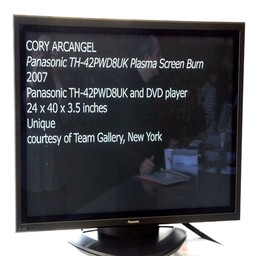 CORY ARCANGEL
Panasonic TH-42PWD8UK Plasma Screen Burn
2007
Panasonic TH-42PWD8UK and DVD player
24 x 40 x 3.5 inches
Unique
courtesy of Team Gallery, New York
Panasonic